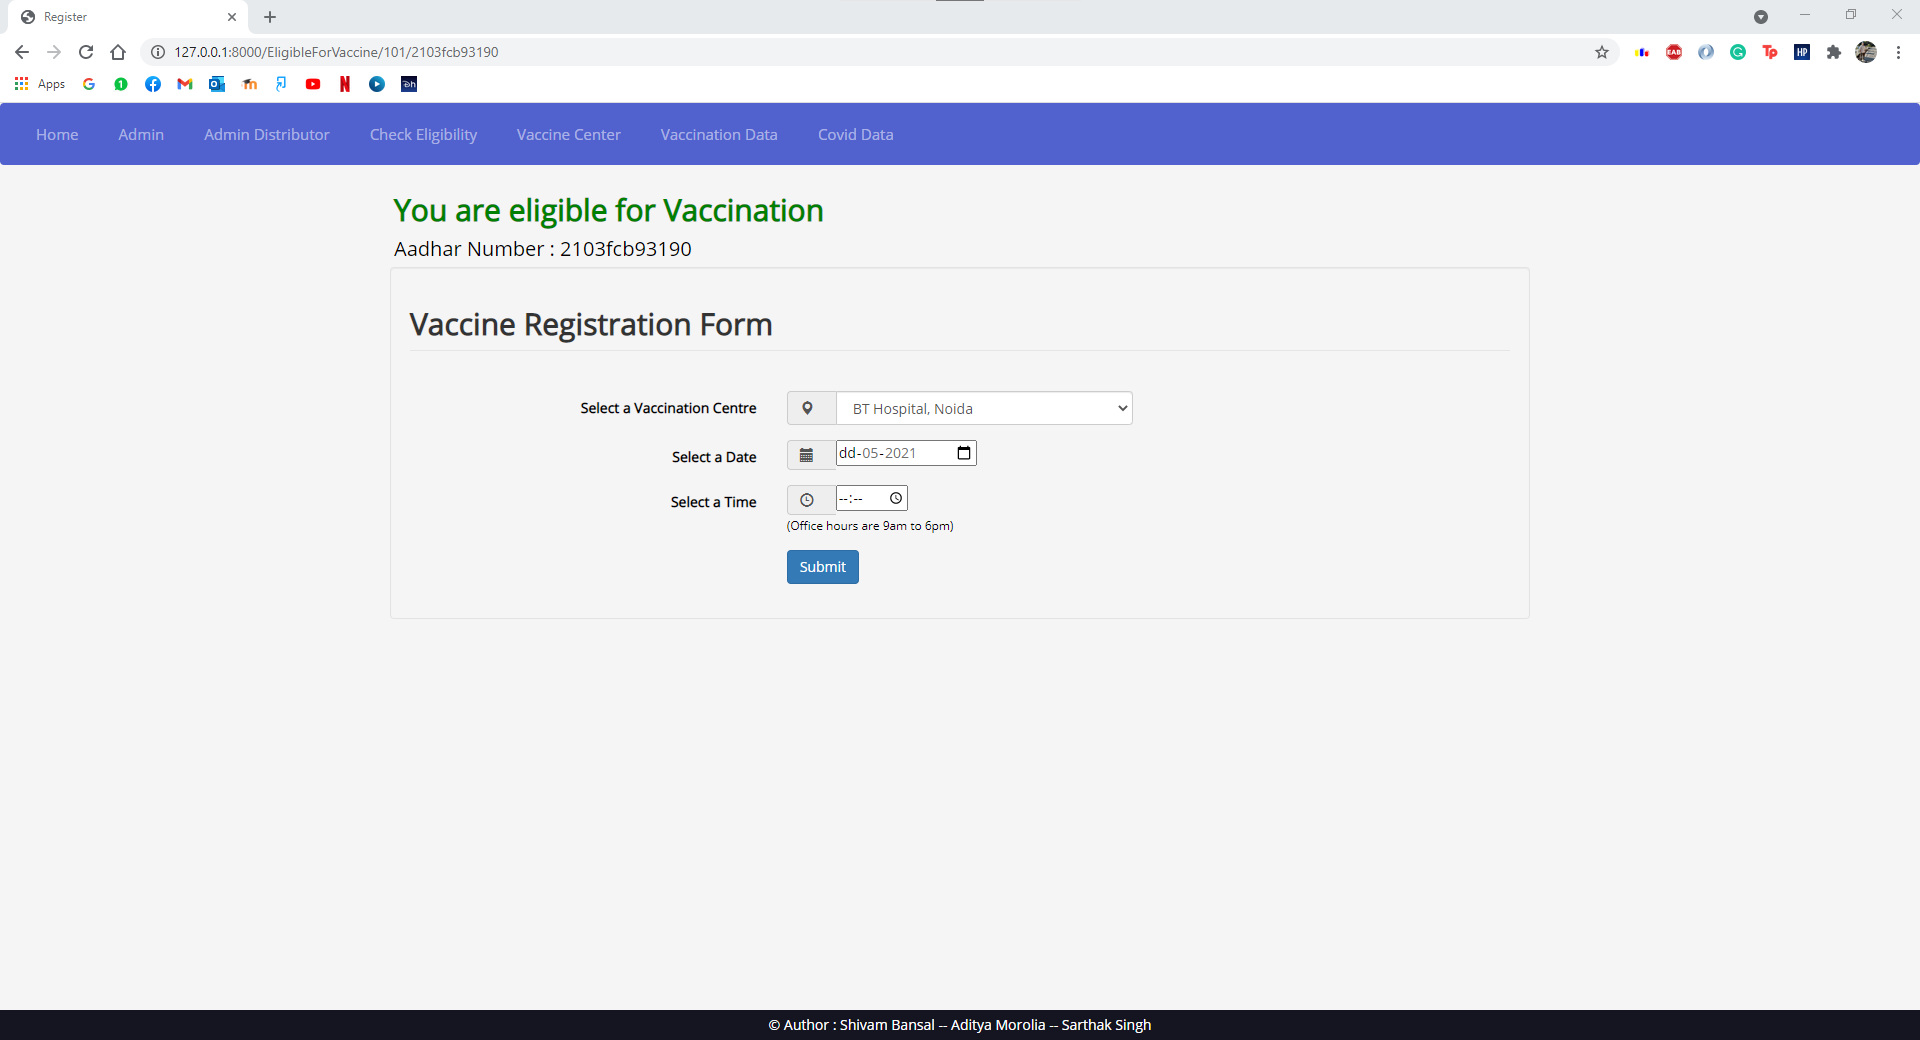 Register
127.0.0.1:8000/EligibleForVaccine/101/2103fcb93190
Apps
Home Admin Admin Distributor Check Eligibility Vaccine Center Vaccination Data Covid Data
You are eligible for Vaccination
Aadhar Number : 2103fcb93190
Vaccine Registration Form
Select a Vaccination Centre BT Hospital, Noida
Select a Date dd-05-2021
Select a Time --:--
(Office hours are 9am to 6pm)
Submit
© Author : Shivam Bansal -- Aditya Morolia -- Sarthak Singh